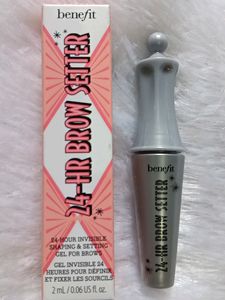 benefit
24-HR BROW SETTER
24-HOUR INVISIBLE
SHAPING & SETTING
GEL FOR BROWS
GEL INVISIBLE 24
HEURES POUR DÉFINIR
ET FIXER LES SOURCILS
2 mL / 0.06 US fl. oz.
benefit
24-HR BROW SETTER